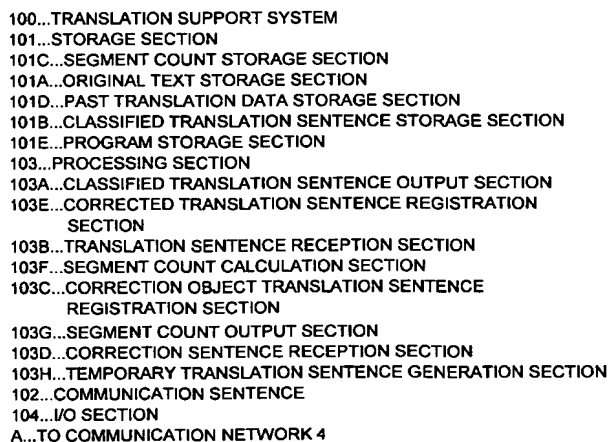 100...TRANSLATION SUPPORT SYSTEM
101...STORAGE SECTION
101C...SEGMENT COUNT STORAGE SECTION
101A...ORIGINAL TEXT STORAGE SECTION
101D...PAST TRANSLATION DATA STORAGE SECTION
101B...CLASSIFIED TRANSLATION SENTENCE STORAGE SECTION
101E...PROGRAM STORAGE SECTION
103...PROCESSING SECTION
103A...CLASSIFIED TRANSLATION SENTENCE OUTPUT SECTION
103E...CORRECTED TRANSLATION SENTENCE REGISTRATION
SECTION
103B...TRANSLATION SENTENCE RECEPTION SECTION
103F...SEGMENT COUNT CALCULATION SECTION
103C...CORRECTION OBJECT TRANSLATION SENTENCE
REGISTRATION SECTION
103G...SEGMENT COUNT OUTPUT SECTION
103D...CORRECTION SENTENCE RECEPTION SECTION
103H...TEMPORARY TRANSLATION SENTENCE GENERATION SECTION
102...COMMUNICATION SENTENCE
104...I/O SECTION
A...TO COMMUNICATION NETWORK 4